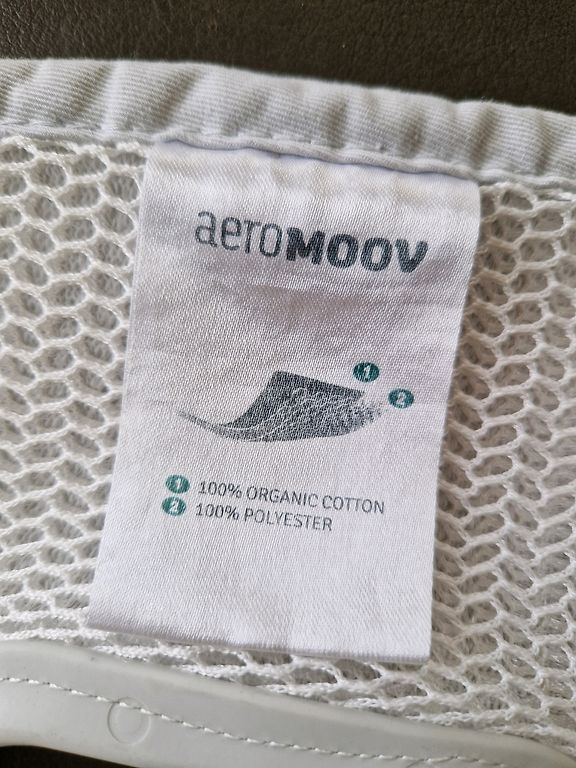 aeroMOOV
1
2
1 100% ORGANIC COTTON
2 100% POLYESTER